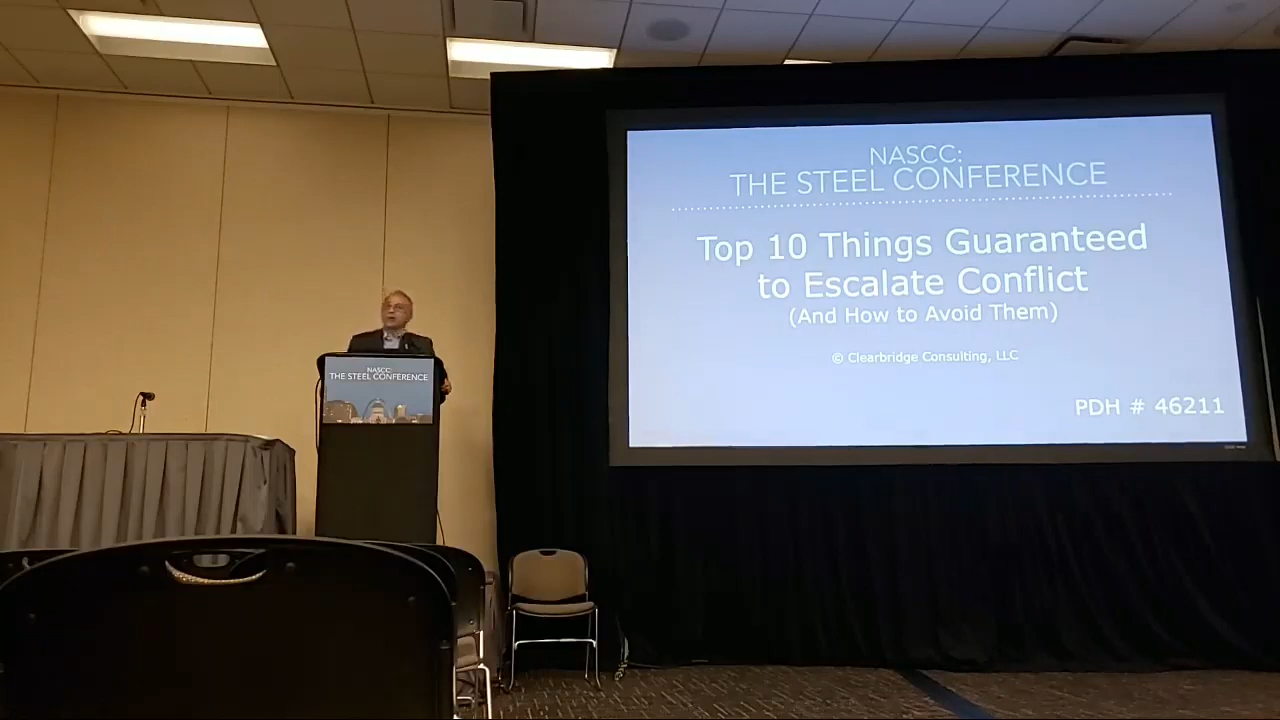 NASCC:
THE STEEL CONFERENCE
Top 10 Things Guaranteed
to Escalate Conflict
(And How to Avoid Them)
© Clearbridge Consulting, LLC
PDH # 46211
NASCC:
THE STEEL CONFERENCE